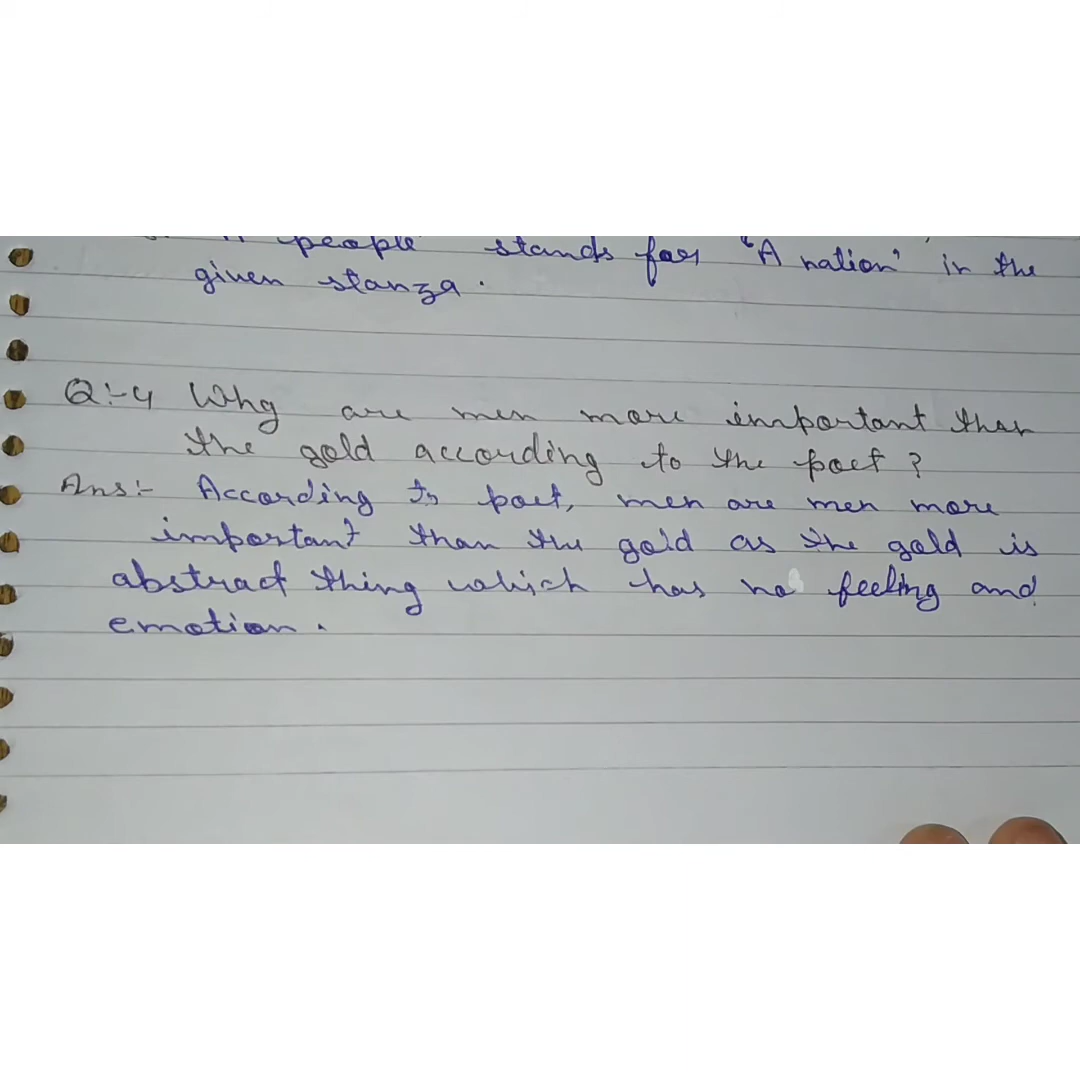 people stands for "A nation" in the
given stanza.
Q:-4 Why are men more important than
the gold according to the poet?
Ans:- According to poet, men are men more
important than the gold as the gold is
abstract thing which has no feeling and
emotion.